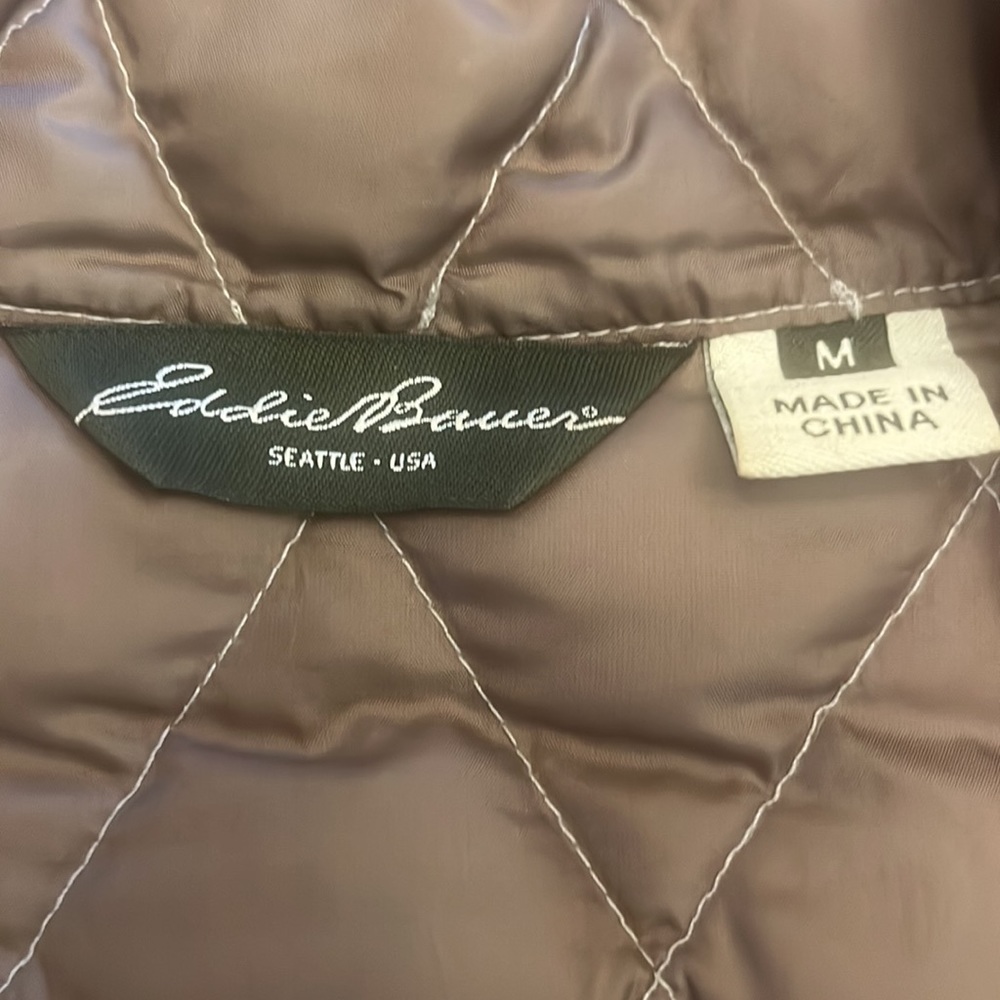 Eddie Bauer®
SEATTLE · USA
M
MADE IN
CHINA